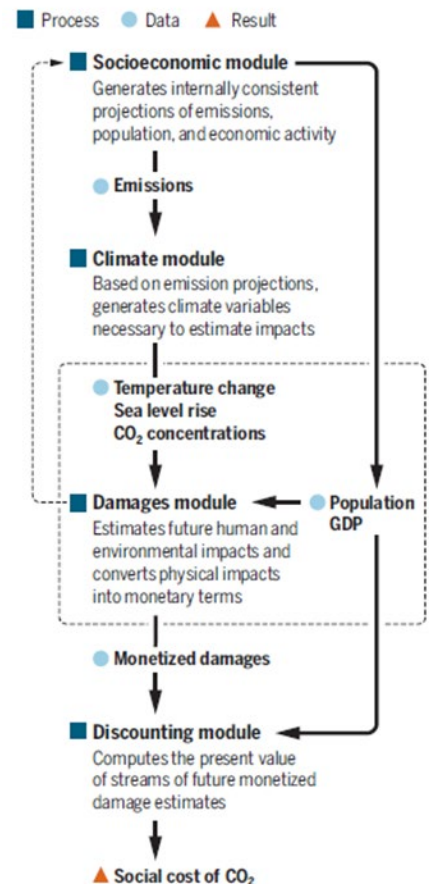 Process Data Result
Socioeconomic module
Generates internally consistent
projections of emissions,
population, and economic activity
Emissions
Climate module
Based on emission projections,
generates climate variables
necessary to estimate impacts
Temperature change
Sea level rise
CO₂ concentrations
Damages module
Estimates future human and
environmental impacts and
converts physical impacts
into monetary terms
Population
GDP
Monetized damages
Discounting module
Computes the present value
of streams of future monetized
damage estimates
Social cost of CO₂